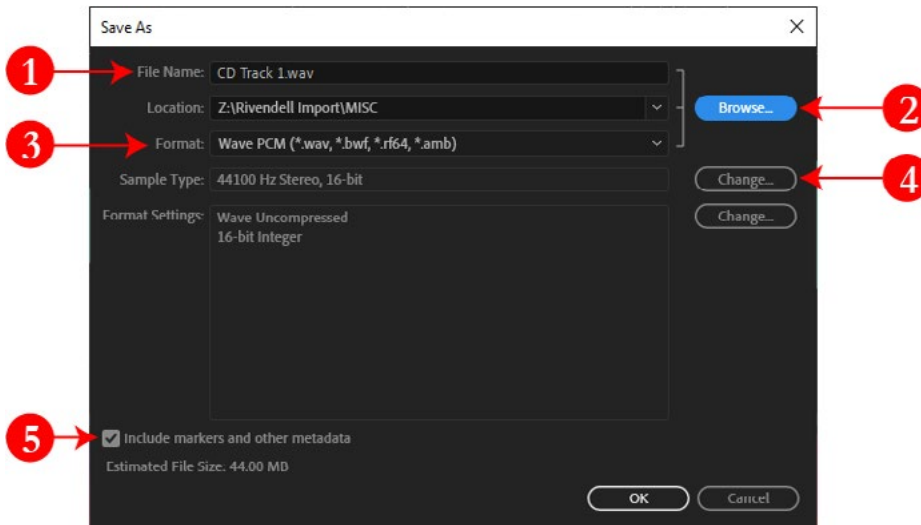 Save As
1
File Name: CD Track 1.wav
Location: Z:\Rivendell Import\MISC
Browse...
2
3
Format: Wave PCM (*.wav, *.bwf, *.rf64, *.amb)
Sample Type: 44100 Hz Stereo, 16-bit
Change...
4
Format Settings: Wave Uncompressed
Change...
16-bit Integer
5
Include markers and other metadata
Estimated File Size: 44.00 MB
OK
Cancel